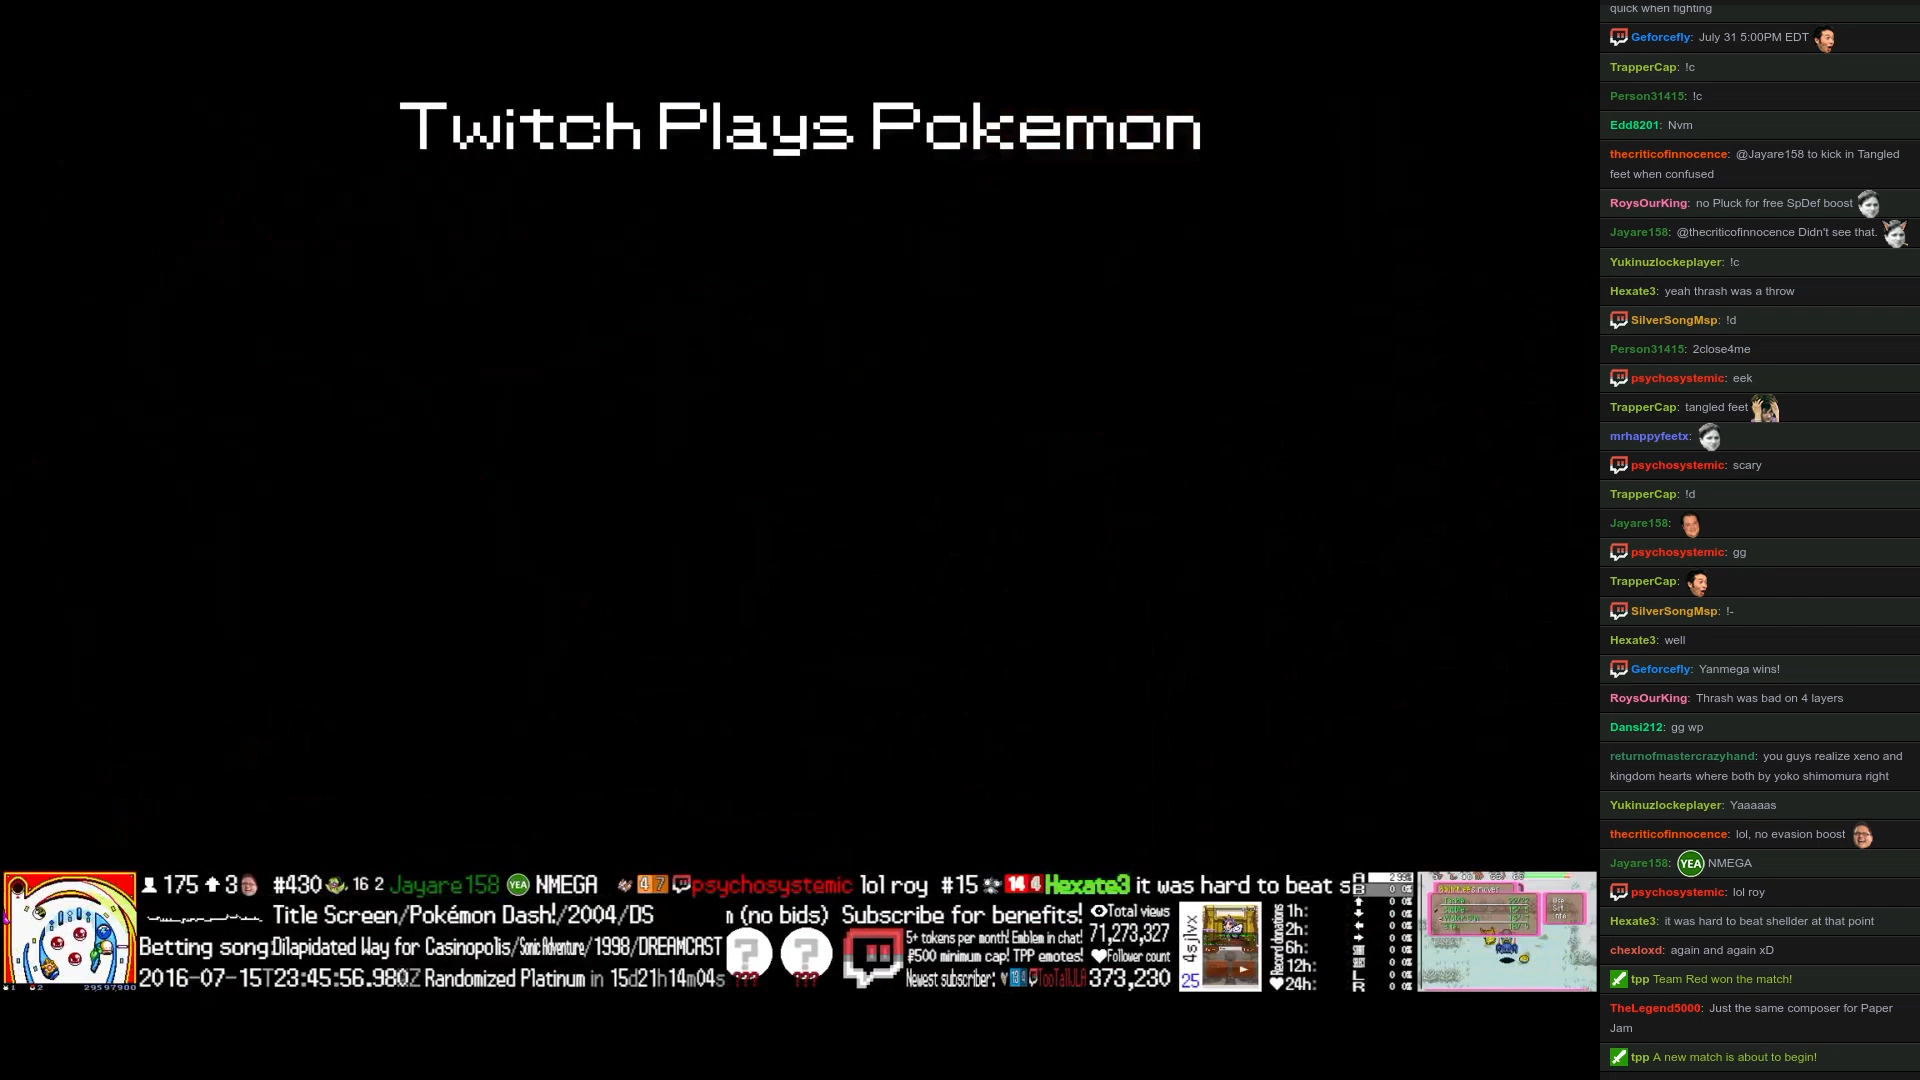 Twitch Plays Pokemon
quick when fighting
Geforcefly: July 31 5:00PM EDT
TrapperCap: !c
Person31415: !c
Edd8201: Nvm
thecriticofinnocence: @Jayare158 to kick in Tangled
feet when confused
RoysOurKing: no Pluck for free SpDef boost
Jayare158: @thecriticofinnocence Didn't see that.
Yukinuzlockeplayer: !c
Hexate3: yeah thrash was a throw
SilverSongMsp: !d
Person31415: 2close4me
psychosystemic: eek
TrapperCap: tangled feet
mrhappyfeetx:
psychosystemic: scary
TrapperCap: !d
Jayare158:
psychosystemic: gg
TrapperCap:
SilverSongMsp: !-
Hexate3: well
Geforcefly: Yanmega wins!
RoysOurKing: Thrash was bad on 4 layers
Dansi212: gg wp
returnofmastercrazyhand: you guys realize xeno and
kingdom hearts where both by yoko shimomura right
Yukinuzlockeplayer: Yaaaaas
thecriticofinnocence: lol, no evasion boost
Jayare158: YEA NMEGA
psychosystemic: lol roy
Hexate3: it was hard to beat shellder at that point
chexloxd: again and again xD
tpp Team Red won the match!
TheLegend5000: Just the same composer for Paper
Jam
tpp A new match is about to begin!
175 3 #430 16 2 Jayare158 YEA NMEGA 4 7 psychosystemic lol roy #15 14 4 Hexate3 it was hard to beat s
Title Screen/Pokémon Dash!/2004/DS
Betting song: Dilapidated Way for Casinopolis/Sonic Adventure/1998/DREAMCAST
2016-07-15T23:45:56.980Z Randomized Platinum in 15d21h14m04s
n (no bids)
? ?
??? ???
Subscribe for benefits!
5+ tokens per month! Emblem in chat!
₽500 minimum cap! TPP emotes!
Newest subscriber: TooTallJLA
Total views
71,273,327
Follower count
373,230
4sjlvx
25
Record donations
1h:
2h:
6h:
12h:
24h: